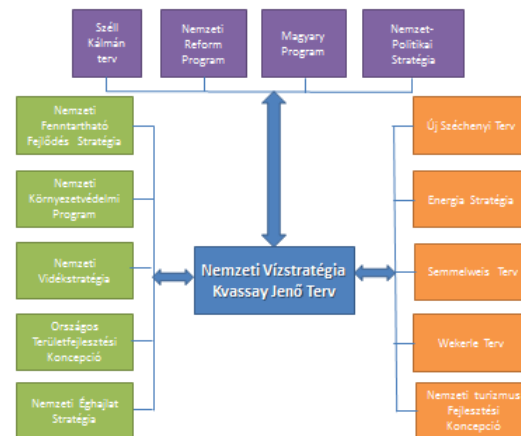 Széll
Kálmán
terv
Nemzeti
Reform
Program
Magyary
Program
Nemzet-
Politikai
Stratégia
Nemzeti
Fenntartható
Fejlődés Stratégia
Nemzeti
Környezetvédelmi
Program
Nemzeti
Vidékstratégia
Országos
Területfejlesztési
Koncepció
Nemzeti Éghajlat
Stratégia
Nemzeti Vízstratégia
Kvassay Jenő Terv
Új Széchenyi Terv
Energia Stratégia
Semmelweis Terv
Wekerle Terv
Nemzeti turizmus
Fejlesztési
Koncepció